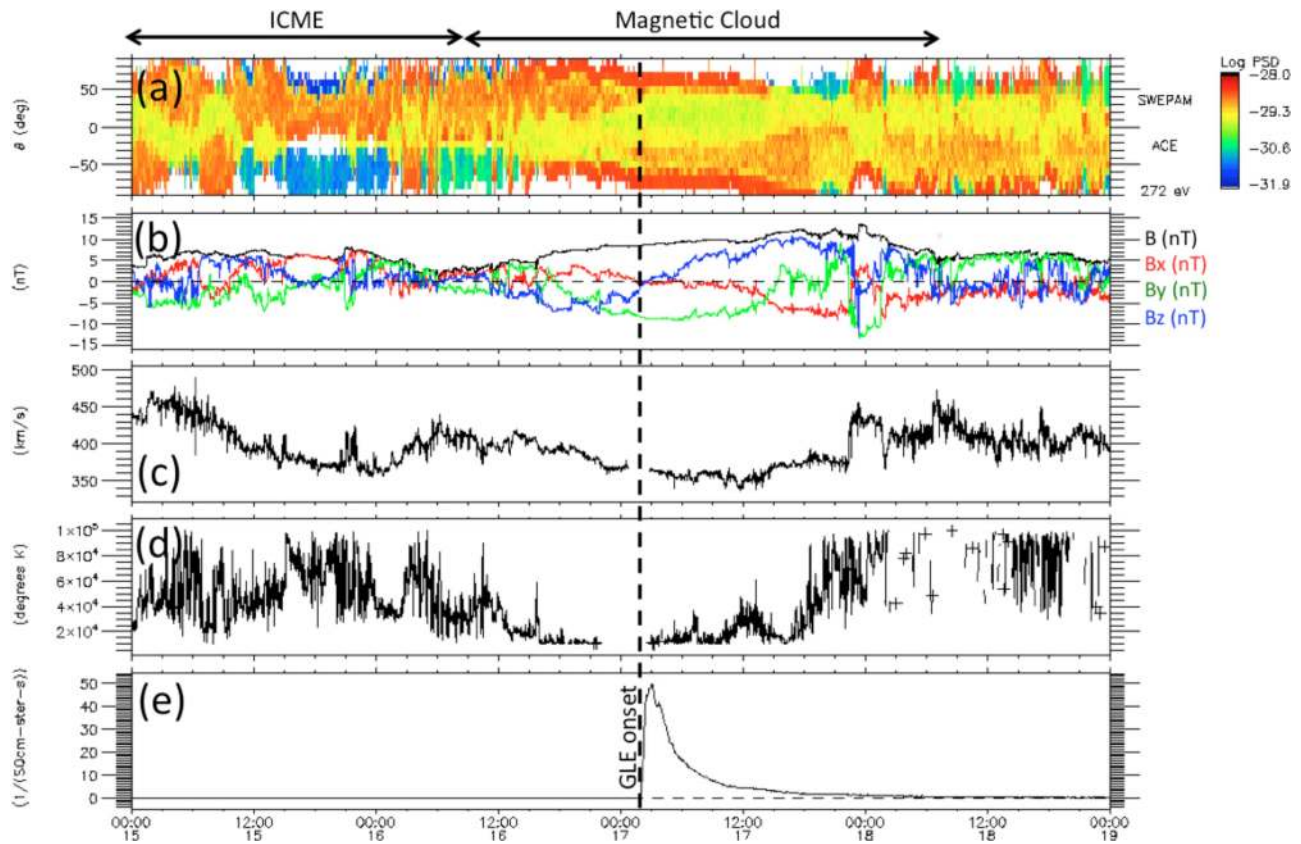 ICME
Magnetic Cloud
(a)
θ (deg)
50
0
−50
SWEPAM
ACE
272 eV
Log PSD
−28.0
−29.3
−30.6
−31.9
(b)
(nT)
15
10
5
0
−5
−10
−15
B (nT)
Bx (nT)
By (nT)
Bz (nT)
(c)
(km/s)
500
450
400
350
(d)
(degrees K)
1×10⁵
8×10⁴
6×10⁴
4×10⁴
2×10⁴
(e)
(1/(SQcm−ster−s))
50
40
30
20
10
0
GLE onset
00:00 12:00 00:00 12:00 00:00 12:00 00:00 12:00 00:00
15 15 16 16 17 17 18 18 19